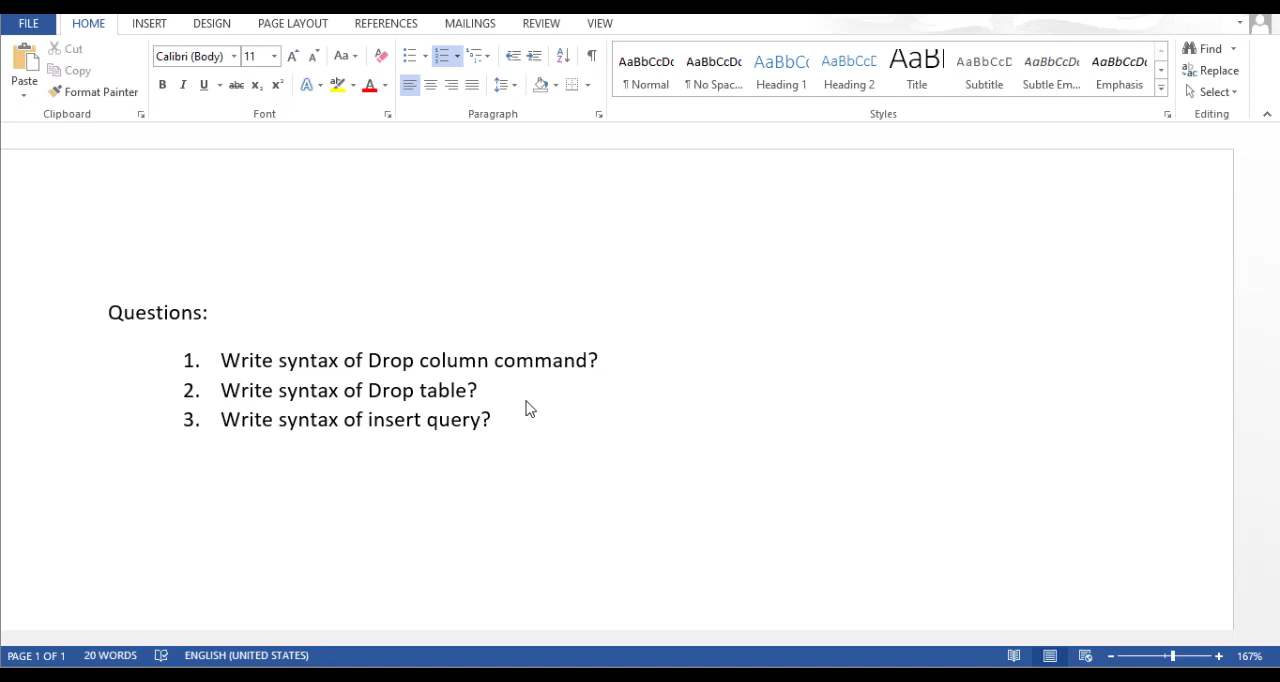 FILE HOME INSERT DESIGN PAGE LAYOUT REFERENCES MAILINGS REVIEW VIEW
Paste
Cut
Copy
Format Painter
Clipboard
Calibri (Body) 11
Aa
B I U abc x₂ x² A A
Font
Paragraph
AaBbCcDc AaBbCcDc AaBbCc AaBbCcD AaBl AaBbCcD AaBbCcDc AaBbCcDc
¶ Normal ¶ No Spac... Heading 1 Heading 2 Title Subtitle Subtle Em... Emphasis
Styles
Find
Replace
Select
Editing
Questions:
1. Write syntax of Drop column command?
2. Write syntax of Drop table?
3. Write syntax of insert query?
PAGE 1 OF 1 20 WORDS ENGLISH (UNITED STATES) 167%